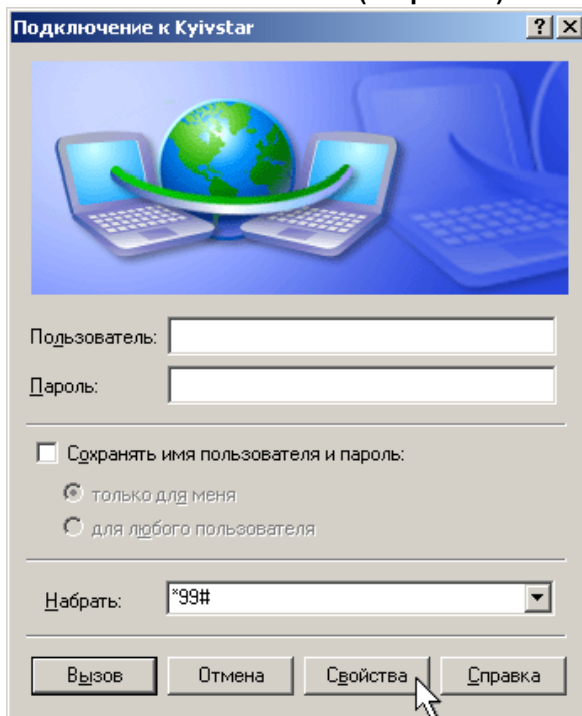 Подключение к Kyivstar
Пользователь:
Пароль:
Сохранять имя пользователя и пароль:
только для меня
для любого пользователя
Набрать: *99#
Вызов Отмена Свойства Справка